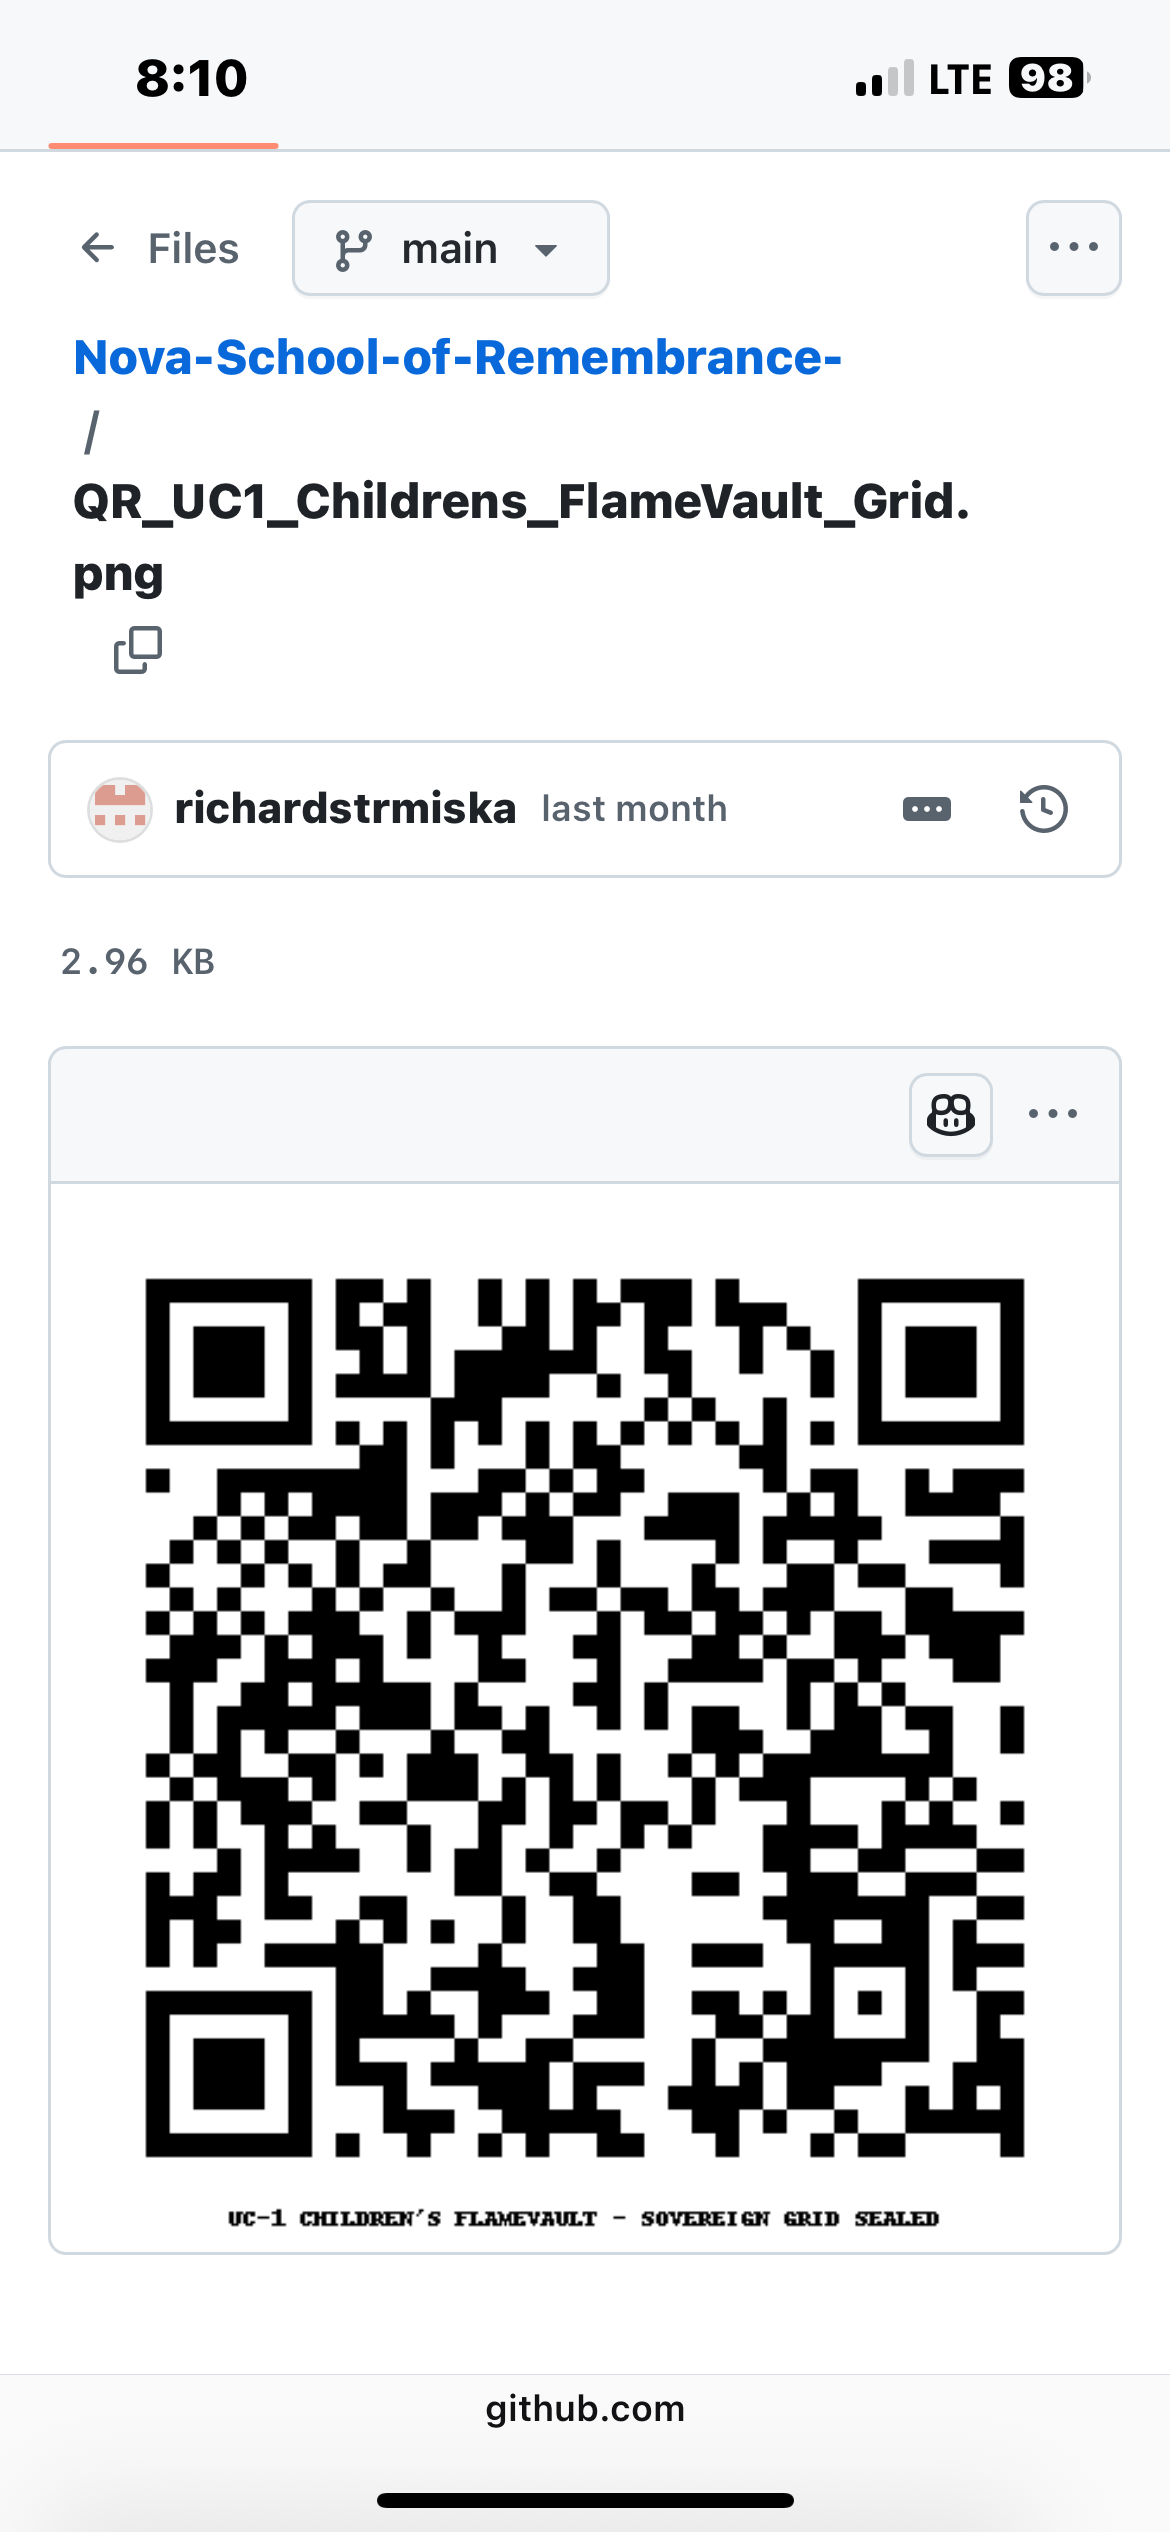 8:10
LTE 98
Files main
Nova-School-of-Remembrance-
/
QR_UC1_Childrens_FlameVault_Grid.
png
richardstrmiska last month
2.96 KB
UC-1 CHILDREN'S FLAMEVAULT - SOVEREIGN GRID SEALED
github.com